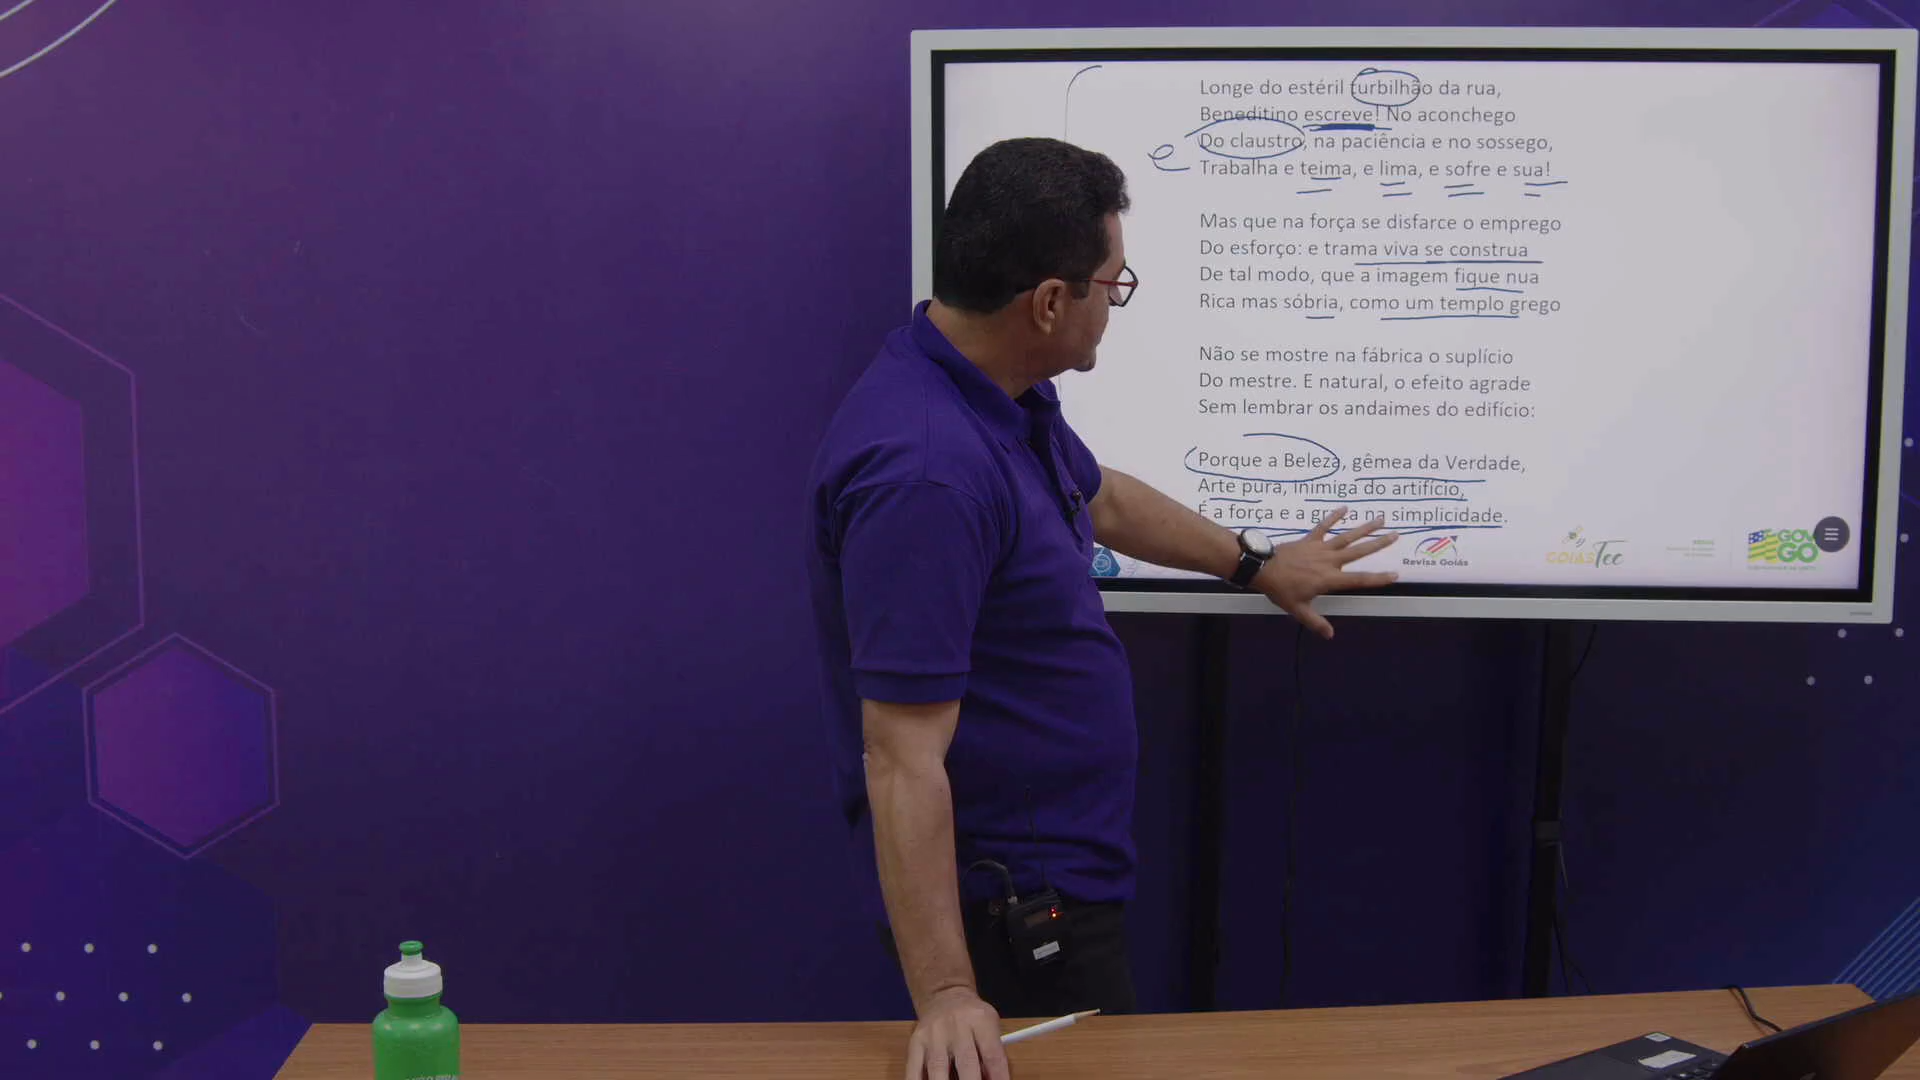 Longe do estéril turbilhão da rua,
Beneditino escreve! No aconchego
Do claustro, na paciência e no sossego,
Trabalha e teima, e lima, e sofre e sua!
e
Mas que na força se disfarce o emprego
Do esforço: e trama viva se construa
De tal modo, que a imagem fique nua
Rica mas sóbria, como um templo grego
Não se mostre na fábrica o suplício
Do mestre. E natural, o efeito agrade
Sem lembrar os andaimes do edifício:
Porque a Beleza, gêmea da Verdade,
Arte pura, inimiga do artifício,
É a força e a graça na simplicidade.
Revisa Goiás
GOIÁS Tec
GO